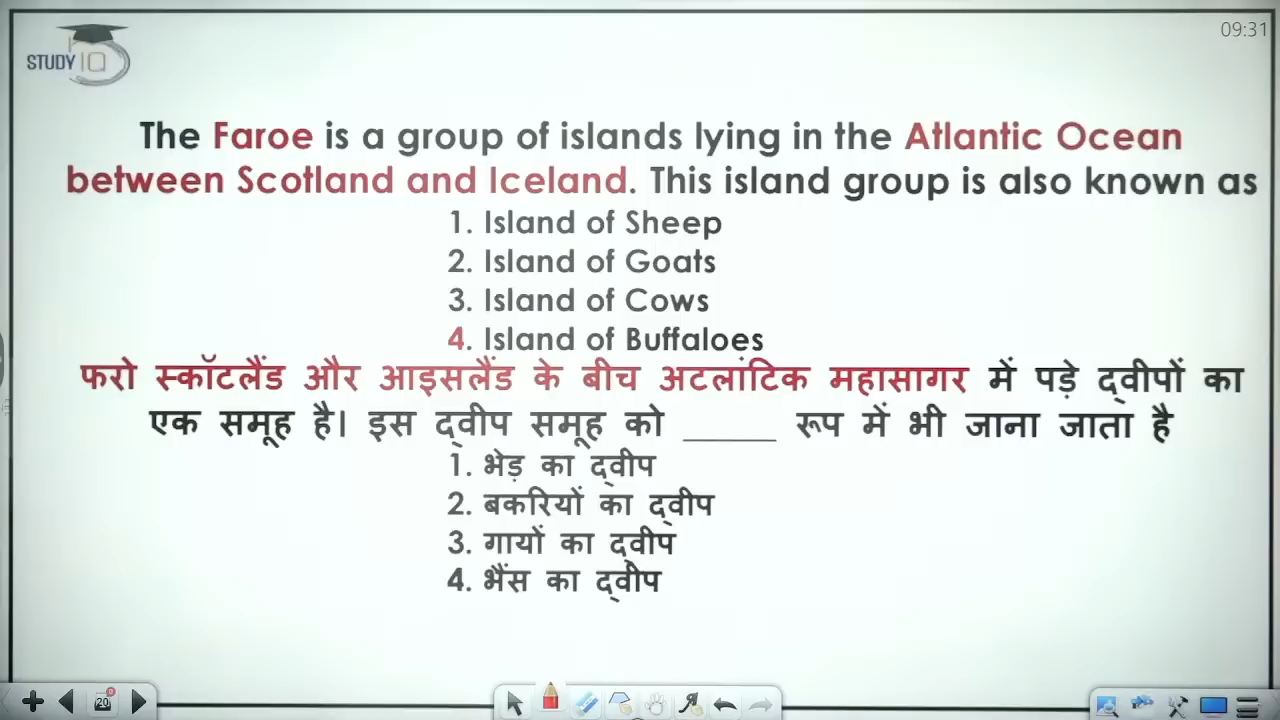 09:31
STUDY IQ
The Faroe is a group of islands lying in the Atlantic Ocean
between Scotland and Iceland. This island group is also known as
1. Island of Sheep
2. Island of Goats
3. Island of Cows
4. Island of Buffaloes
फरो स्कॉटलैंड और आइसलैंड के बीच अटलांटिक महासागर में पड़े द्वीपों का
एक समूह है। इस द्वीप समूह को ______ रूप में भी जाना जाता है
1. भेड़ का द्वीप
2. बकरियों का द्वीप
3. गायों का द्वीप
4. भैंस का द्वीप
20